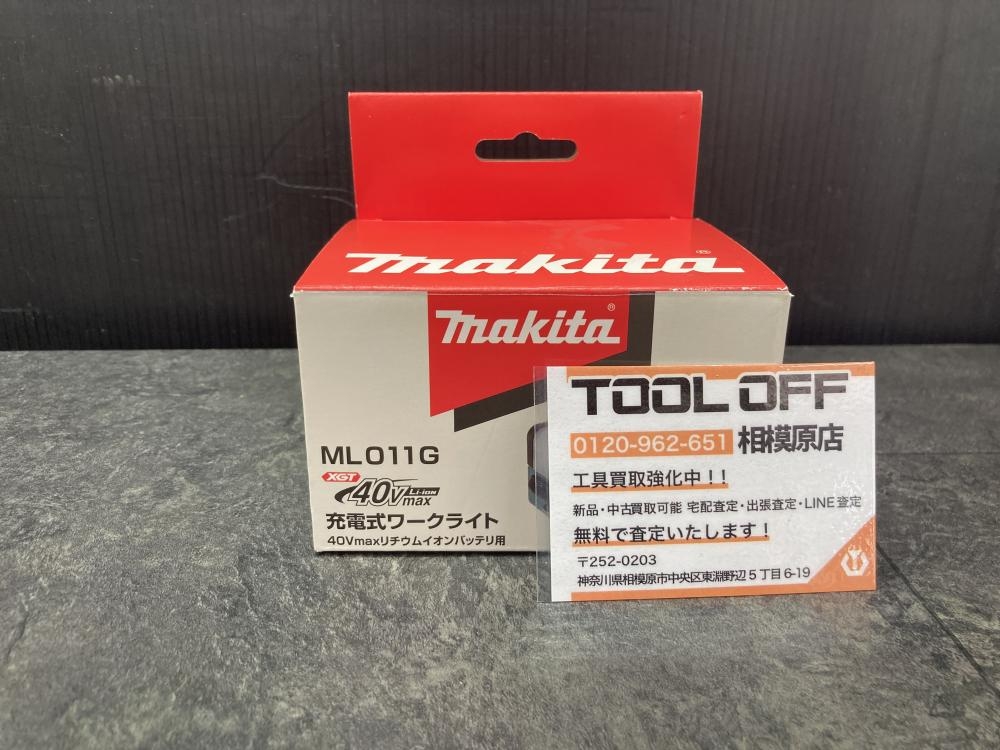 makita®
makita®
ML011G
XGT
40Vmax Li-ion
充電式ワークライト
40Vmaxリチウムイオンバッテリ用
TOOL OFF
0120-962-651 相模原店
工具買取強化中！！
新品・中古買取可能 宅配査定・出張査定・LINE査定
無料で査定いたします！
〒252-0203
神奈川県相模原市中央区東淵野辺5丁目6-19